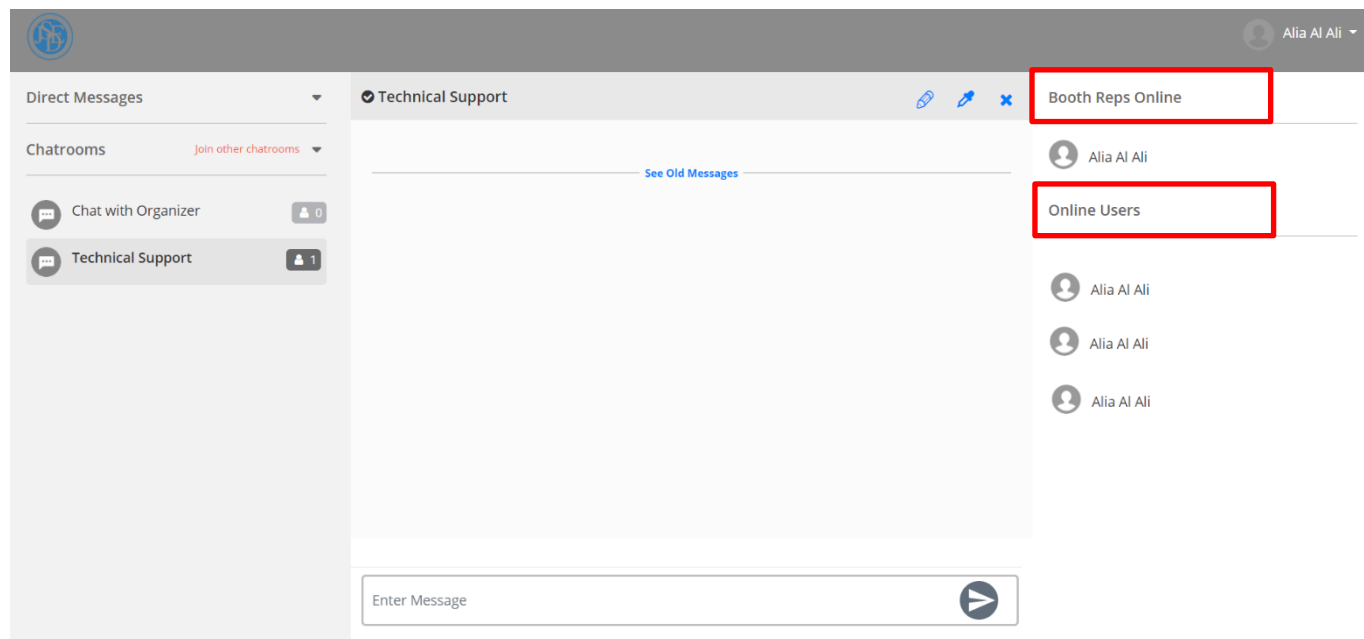 Alia Al Ali
Direct Messages
Chatrooms
Join other chatrooms
Chat with Organizer
0
Technical Support
1
Technical Support
See Old Messages
Enter Message
Booth Reps Online
Alia Al Ali
Online Users
Alia Al Ali
Alia Al Ali
Alia Al Ali